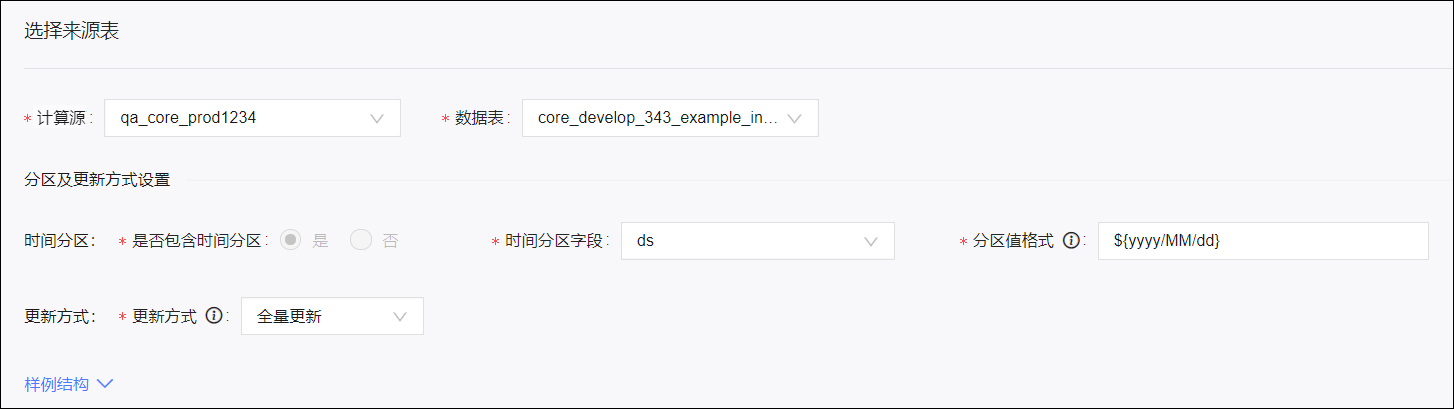 选择来源表
* 计算源 : qa_core_prod1234 * 数据表 : core_develop_343_example_in...
分区及更新方式设置
时间分区： * 是否包含时间分区 : 是 否 * 时间分区字段 : ds * 分区值格式 : ${yyyy/MM/dd}
更新方式： * 更新方式 : 全量更新
样例结构